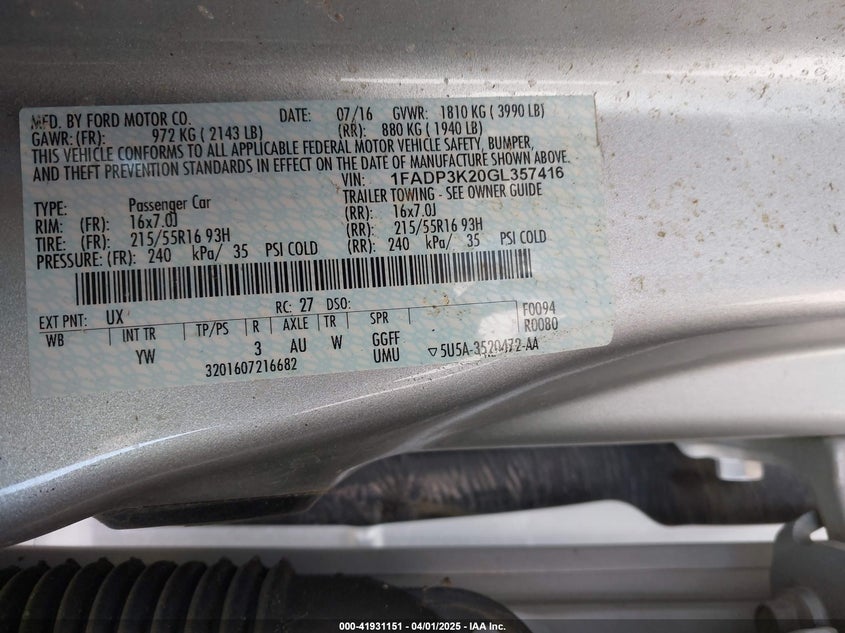 MFD. BY FORD MOTOR CO. DATE: 07/16 GVWR: 1810 KG ( 3990 LB)
GAWR: (FR): 972 KG ( 2143 LB) (RR): 880 KG ( 1940 LB)
THIS VEHICLE CONFORMS TO ALL APPLICABLE FEDERAL MOTOR VEHICLE SAFETY, BUMPER,
AND THEFT PREVENTION STANDARDS IN EFFECT ON THE DATE OF MANUFACTURE SHOWN ABOVE.
VIN: 1FADP3K20GL357416
TYPE: Passenger Car TRAILER TOWING - SEE OWNER GUIDE
RIM: (FR): 16x7.0J (RR): 16x7.0J
TIRE: (FR): 215/55R16 93H (RR): 215/55R16 93H
PRESSURE: (FR): 240 kPa/ 35 PSI COLD (RR): 240 kPa/ 35 PSI COLD
EXT PNT: UX RC: 27 DSO: F0094
WB INT TR TP/PS R AXLE TR SPR R0080
YW 3 AU W GGFF
UMU ▽5U5A-3520472-AA
3201607216682
000-41931151 - 04/01/2025 - IAA Inc.